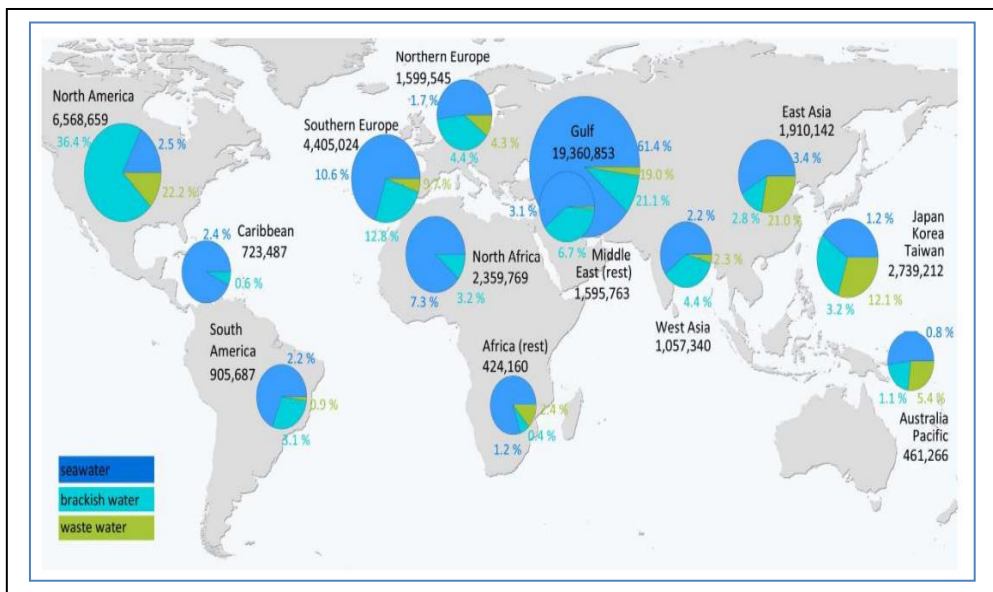 North America
6,568,659
36.4 %
2.5 %
22.2 %
Northern Europe
1,599,545
1.7 %
4.4 %
4.3 %
Southern Europe
4,405,024
10.6 %
9.7 %
12.8 %
Gulf
19,360,853
61.4 %
19.0 %
21.1 %
East Asia
1,910,142
3.4 %
2.8 %
21.0 %
Caribbean
723,487
2.4 %
0.6 %
North Africa
2,359,769
7.3 %
3.2 %
3.1 %
6.7 %
Middle
East (rest)
1,595,763
2.2 %
2.3 %
4.4 %
West Asia
1,057,340
1.2 %
Japan
Korea
Taiwan
2,739,212
3.2 %
12.1 %
South
America
905,687
2.2 %
0.9 %
3.1 %
Africa (rest)
424,160
2.4 %
0.4 %
1.2 %
0.8 %
1.1 %
5.4 %
Australia
Pacific
461,266
seawater
brackish water
waste water